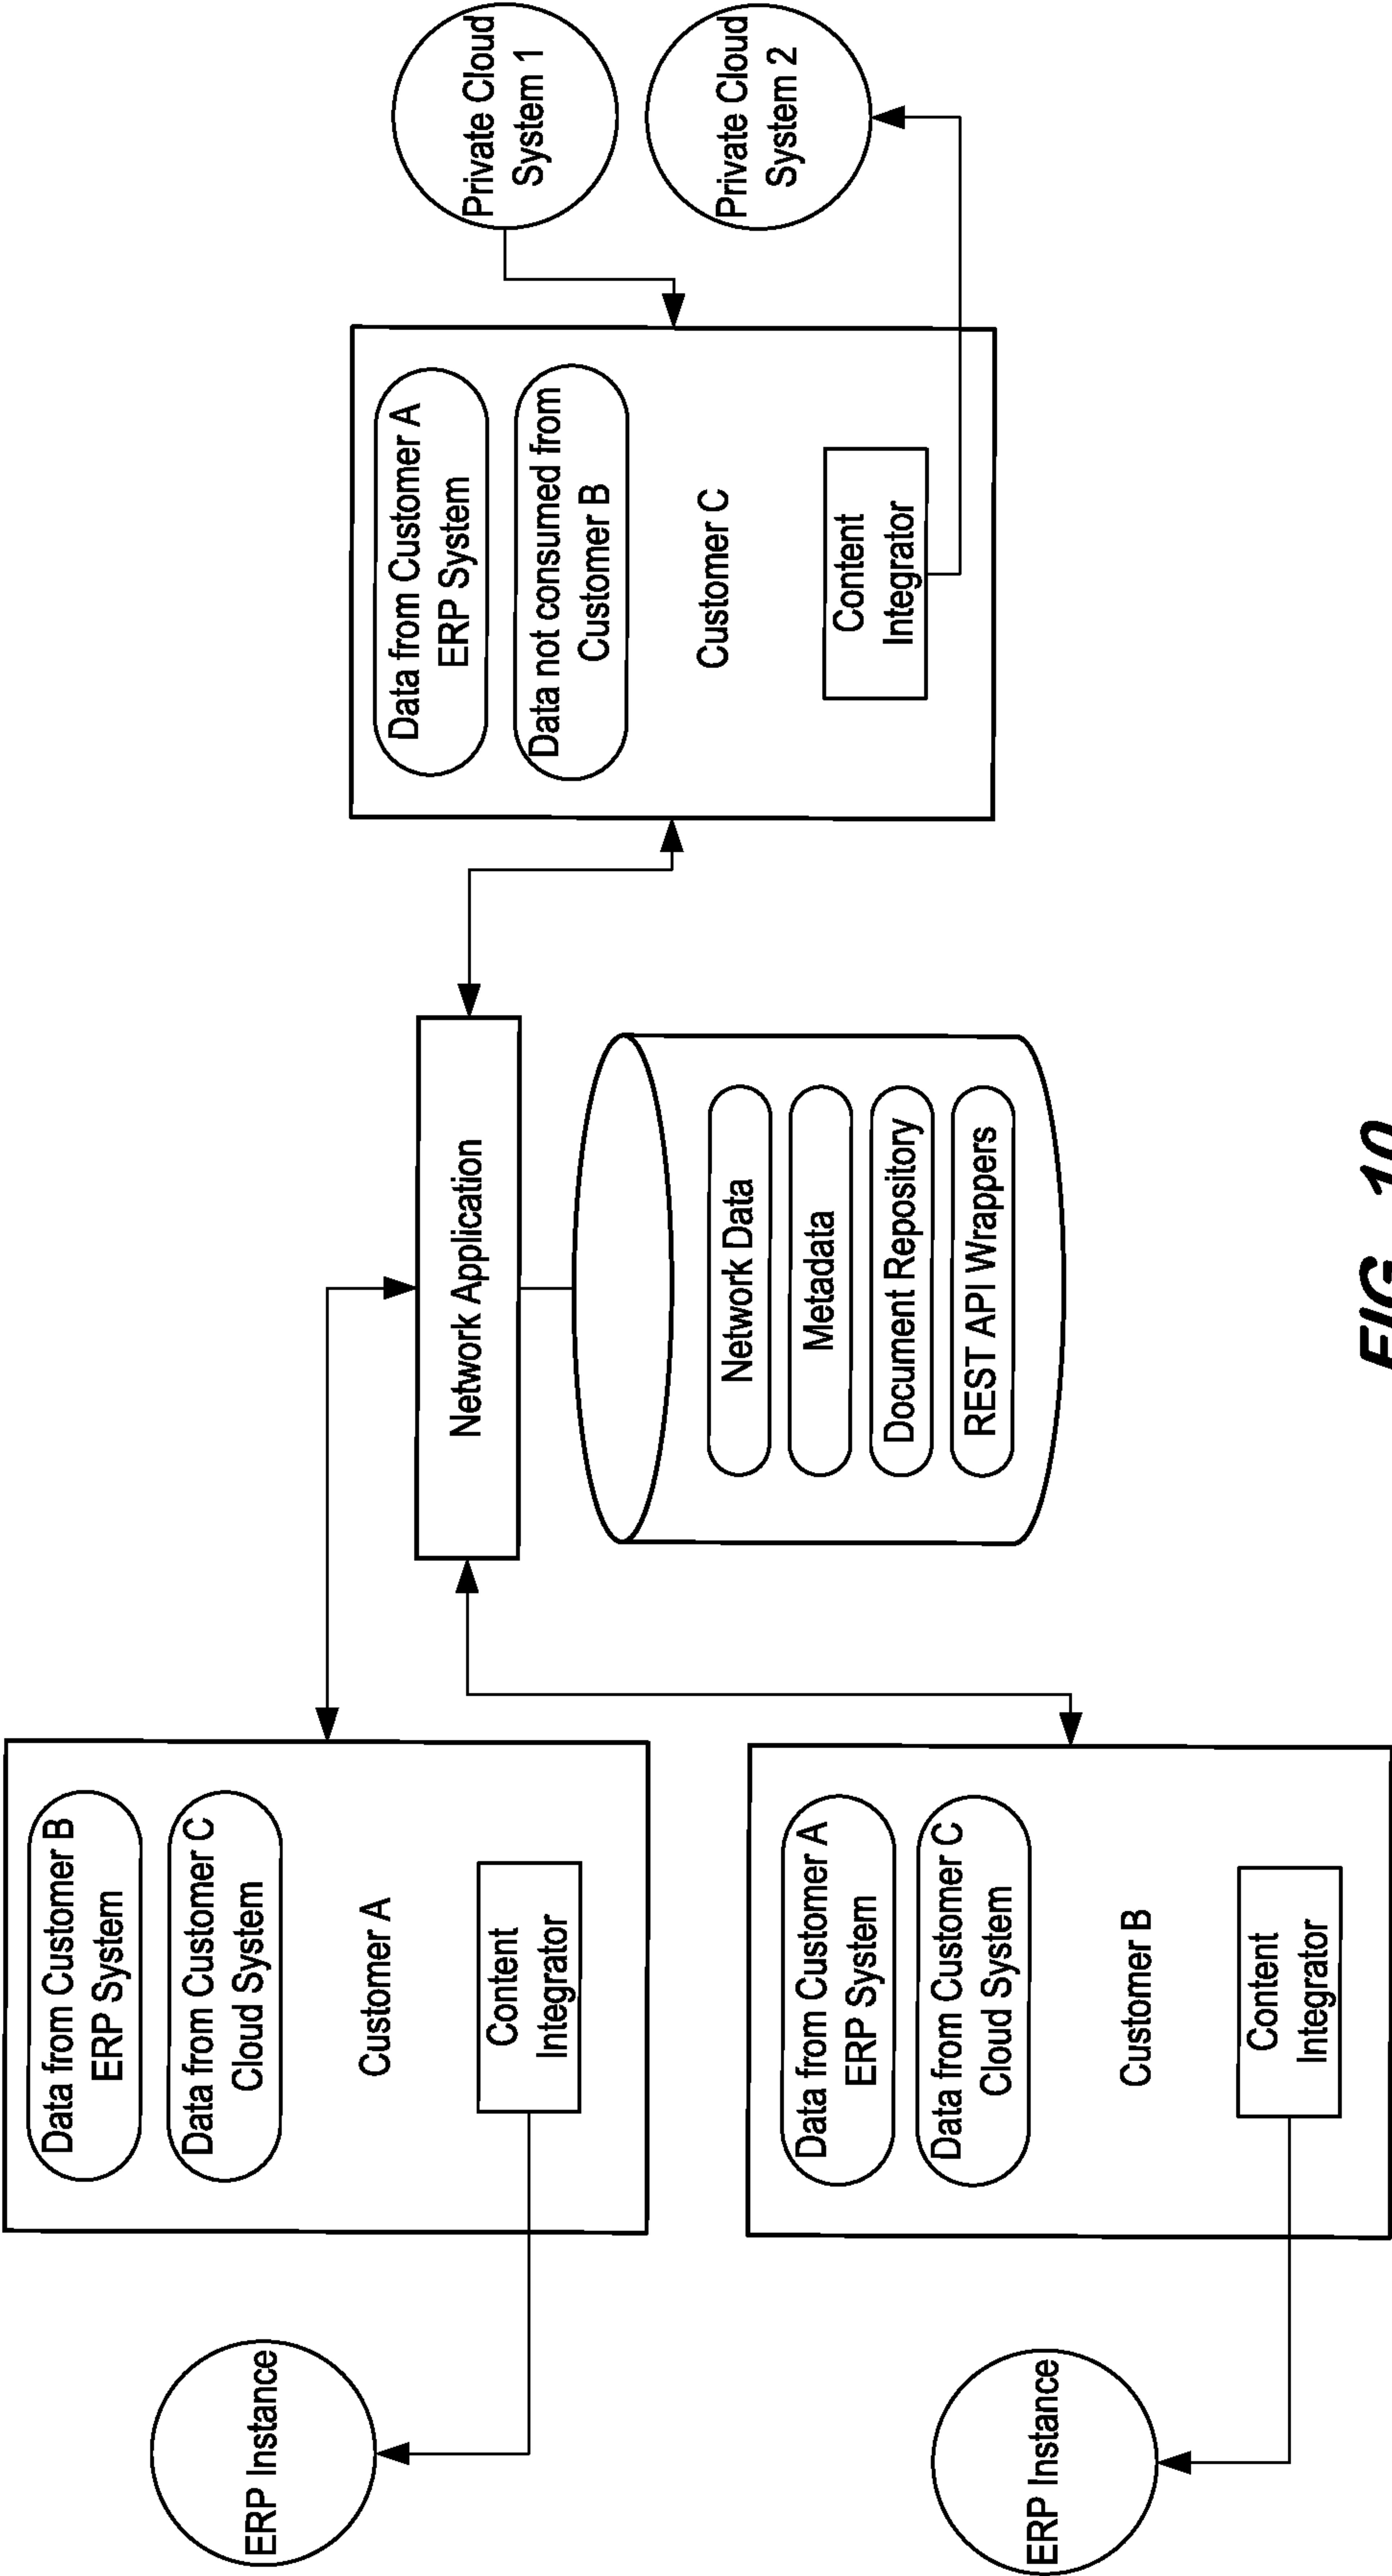 ERP Instance
Data from Customer B
ERP System
Data from Customer C
Cloud System
Customer A
Content
Integrator
ERP Instance
Data from Customer A
ERP System
Data from Customer C
Cloud System
Customer B
Content
Integrator
Network Application
Network Data
Metadata
Document Repository
REST API Wrappers
Data from Customer A
ERP System
Data not consumed from
Customer B
Customer C
Content
Integrator
Private Cloud
System 1
Private Cloud
System 2
FIG. 10